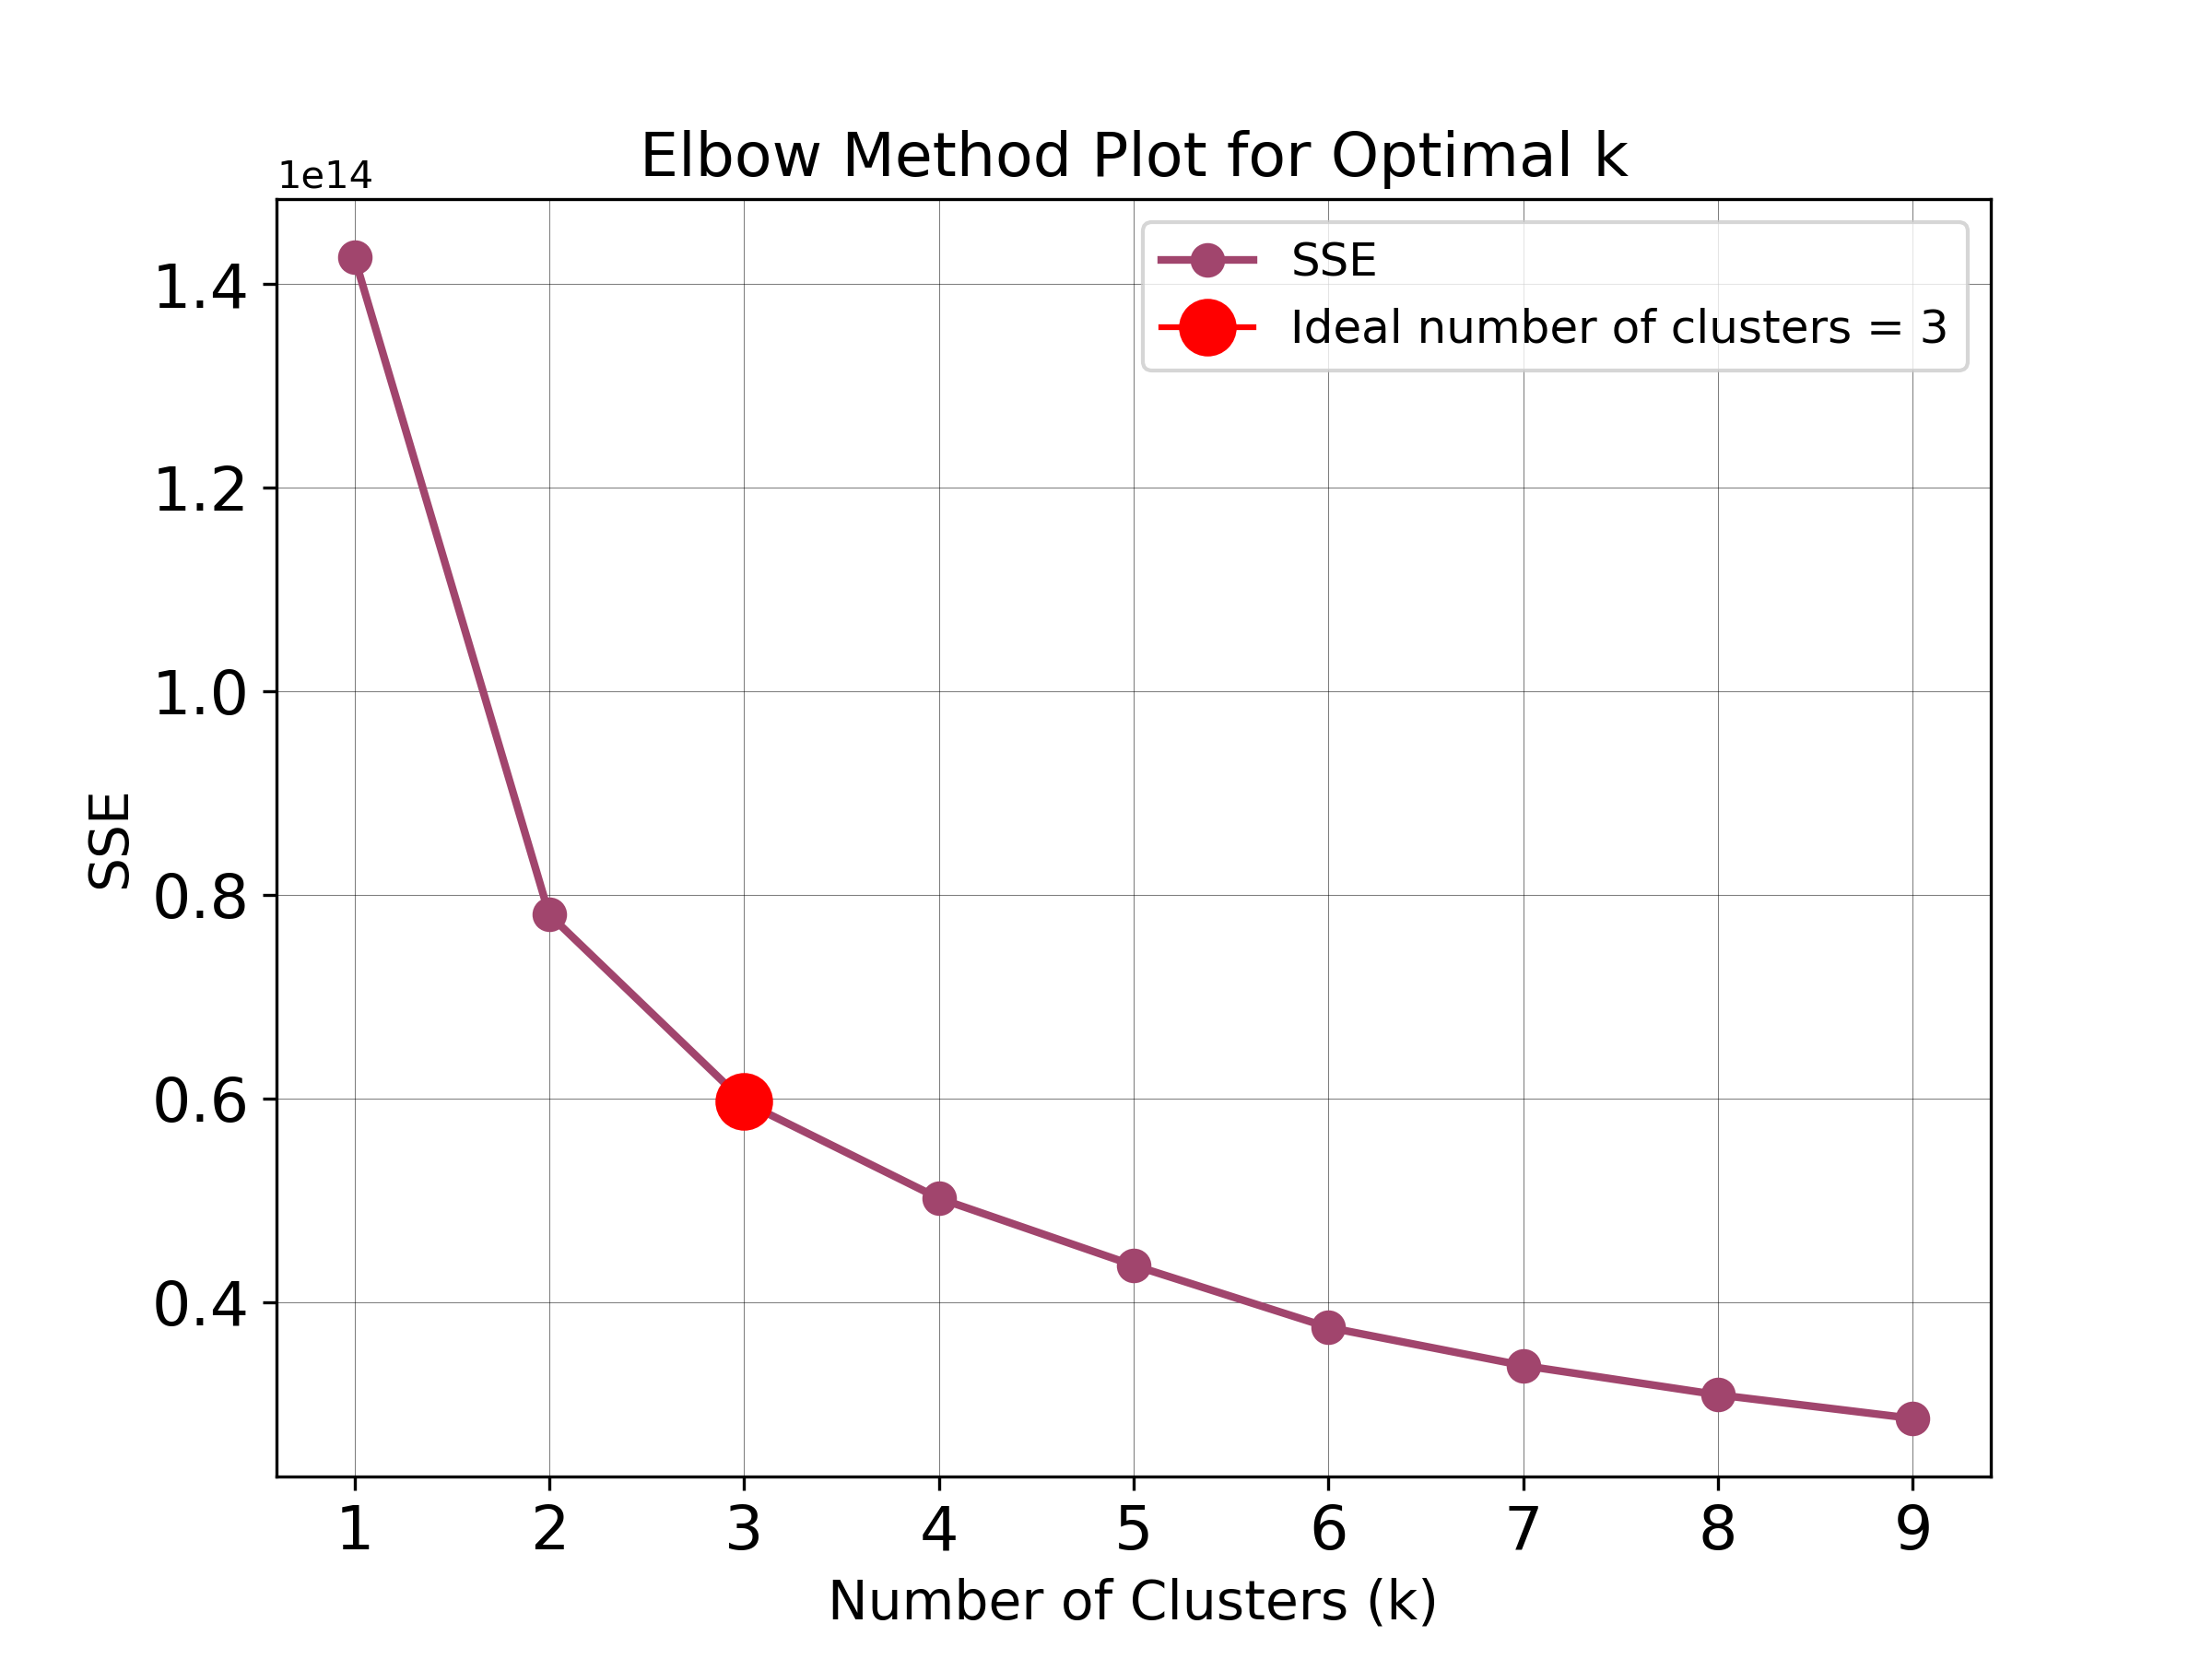 Elbow Method Plot for Optimal k
1e14
SSE
Ideal number of clusters = 3
1.4
1.2
1.0
0.8
0.6
0.4
SSE
1 2 3 4 5 6 7 8 9
Number of Clusters (k)